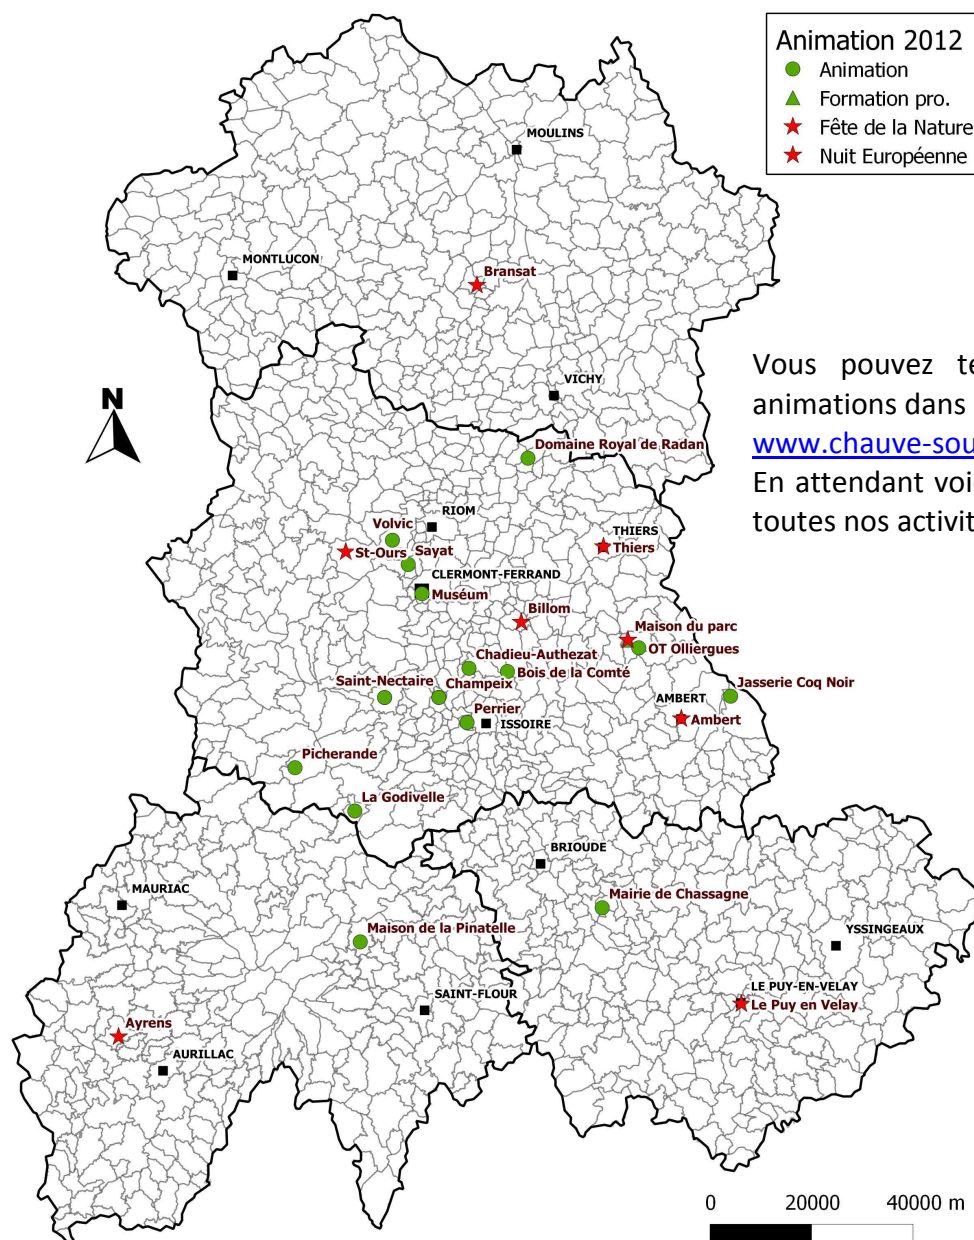 Animation 2012
Animation
Formation pro.
Fête de la Nature
Nuit Européenne
MOULINS
MONTLUCON
Bransat
VICHY
Vous pouvez te
animations dans
www.chauve-sou
En attendant voi
toutes nos activit
N
Domaine Royal de Radan
RIOM
Volvic
St-Ours
Sayat
THIERS
Thiers
CLERMONT-FERRAND
Muséum
Billom
Maison du parc
OT Olliergues
Chadieu-Authezat
Bois de la Comté
Saint-Nectaire
Champeix
Jasserie Coq Noir
AMBERT
Ambert
Perrier
ISSOIRE
Picherande
La Godivelle
BRIOUDE
MAURIAC
Mairie de Chassagne
Maison de la Pinatelle
YSSINGEAUX
SAINT-FLOUR
LE PUY-EN-VELAY
Le Puy en Velay
Ayrens
AURILLAC
0 20000 40000 m